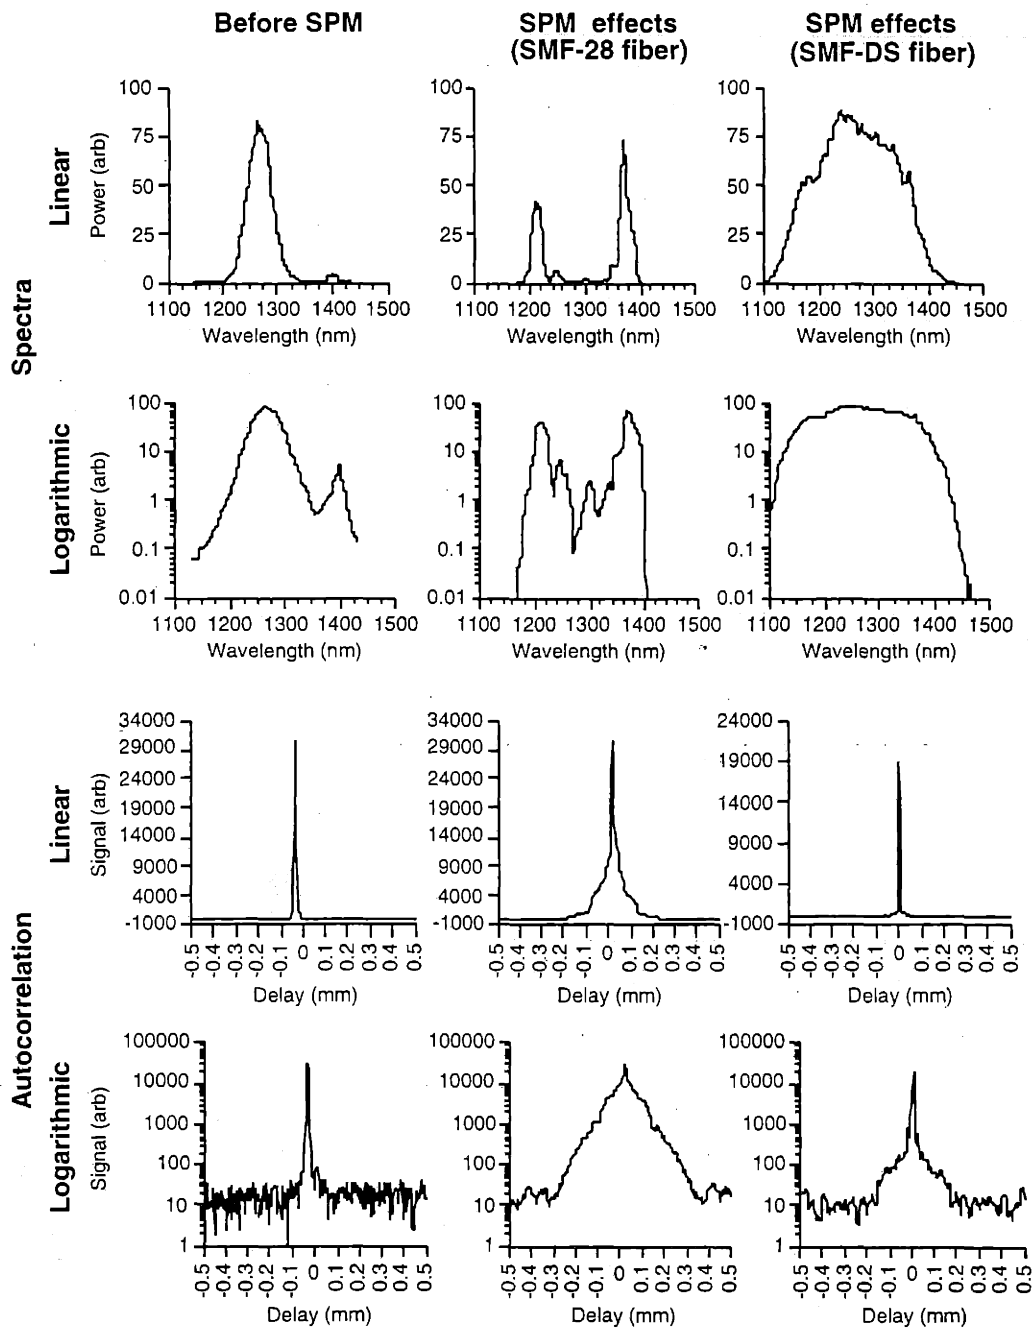 Before SPM
SPM effects
(SMF-28 fiber)
SPM effects
(SMF-DS fiber)
Spectra
Linear
Power (arb)
100
75
50
25
0
1100 1200 1300 1400 1500
Wavelength (nm)
100
75
50
25
0
1100 1200 1300 1400 1500
Wavelength (nm)
100
75
50
25
0
1100 1200 1300 1400 1500
Wavelength (nm)
Logarithmic
Power (arb)
100
10
1
0.1
0.01
1100 1200 1300 1400 1500
Wavelength (nm)
100
10
1
0.1
0.01
1100 1200 1300 1400 1500
Wavelength (nm)
100
10
1
0.1
0.01
1100 1200 1300 1400 1500
Wavelength (nm)
Autocorrelation
Linear
Signal (arb)
34000
29000
24000
19000
14000
9000
4000
-1000
-0.5 -0.4 -0.3 -0.2 -0.1 0 0.1 0.2 0.3 0.4 0.5
Delay (mm)
34000
29000
24000
19000
14000
9000
4000
-1000
-0.5 -0.4 -0.3 -0.2 -0.1 0 0.1 0.2 0.3 0.4 0.5
Delay (mm)
24000
19000
14000
9000
4000
-1000
-0.5 -0.4 -0.3 -0.2 -0.1 0 0.1 0.2 0.3 0.4 0.5
Delay (mm)
Logarithmic
Signal (arb)
100000
10000
1000
100
10
1
-0.5 -0.4 -0.3 -0.2 -0.1 0 0.1 0.2 0.3 0.4 0.5
Delay (mm)
100000
10000
1000
100
10
1
-0.5 -0.4 -0.3 -0.2 -0.1 0 0.1 0.2 0.3 0.4 0.5
Delay (mm)
100000
10000
1000
100
10
1
-0.5 -0.4 -0.3 -0.2 -0.1 0 0.1 0.2 0.3 0.4 0.5
Delay (mm)